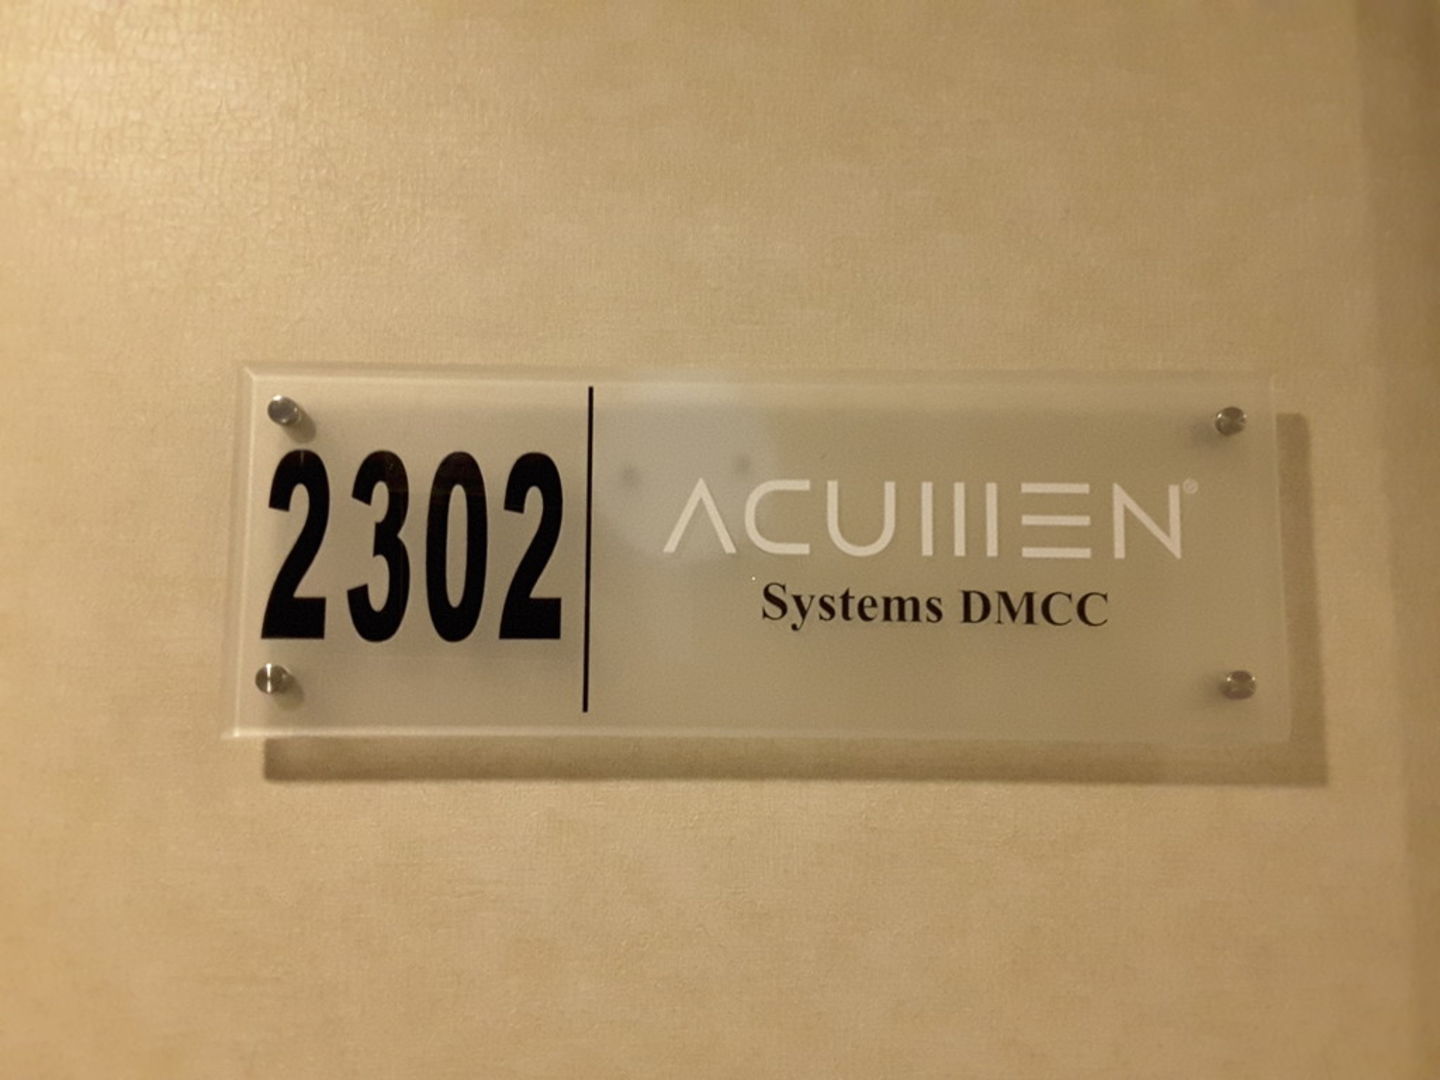 2302
ACUMEN®
Systems DMCC